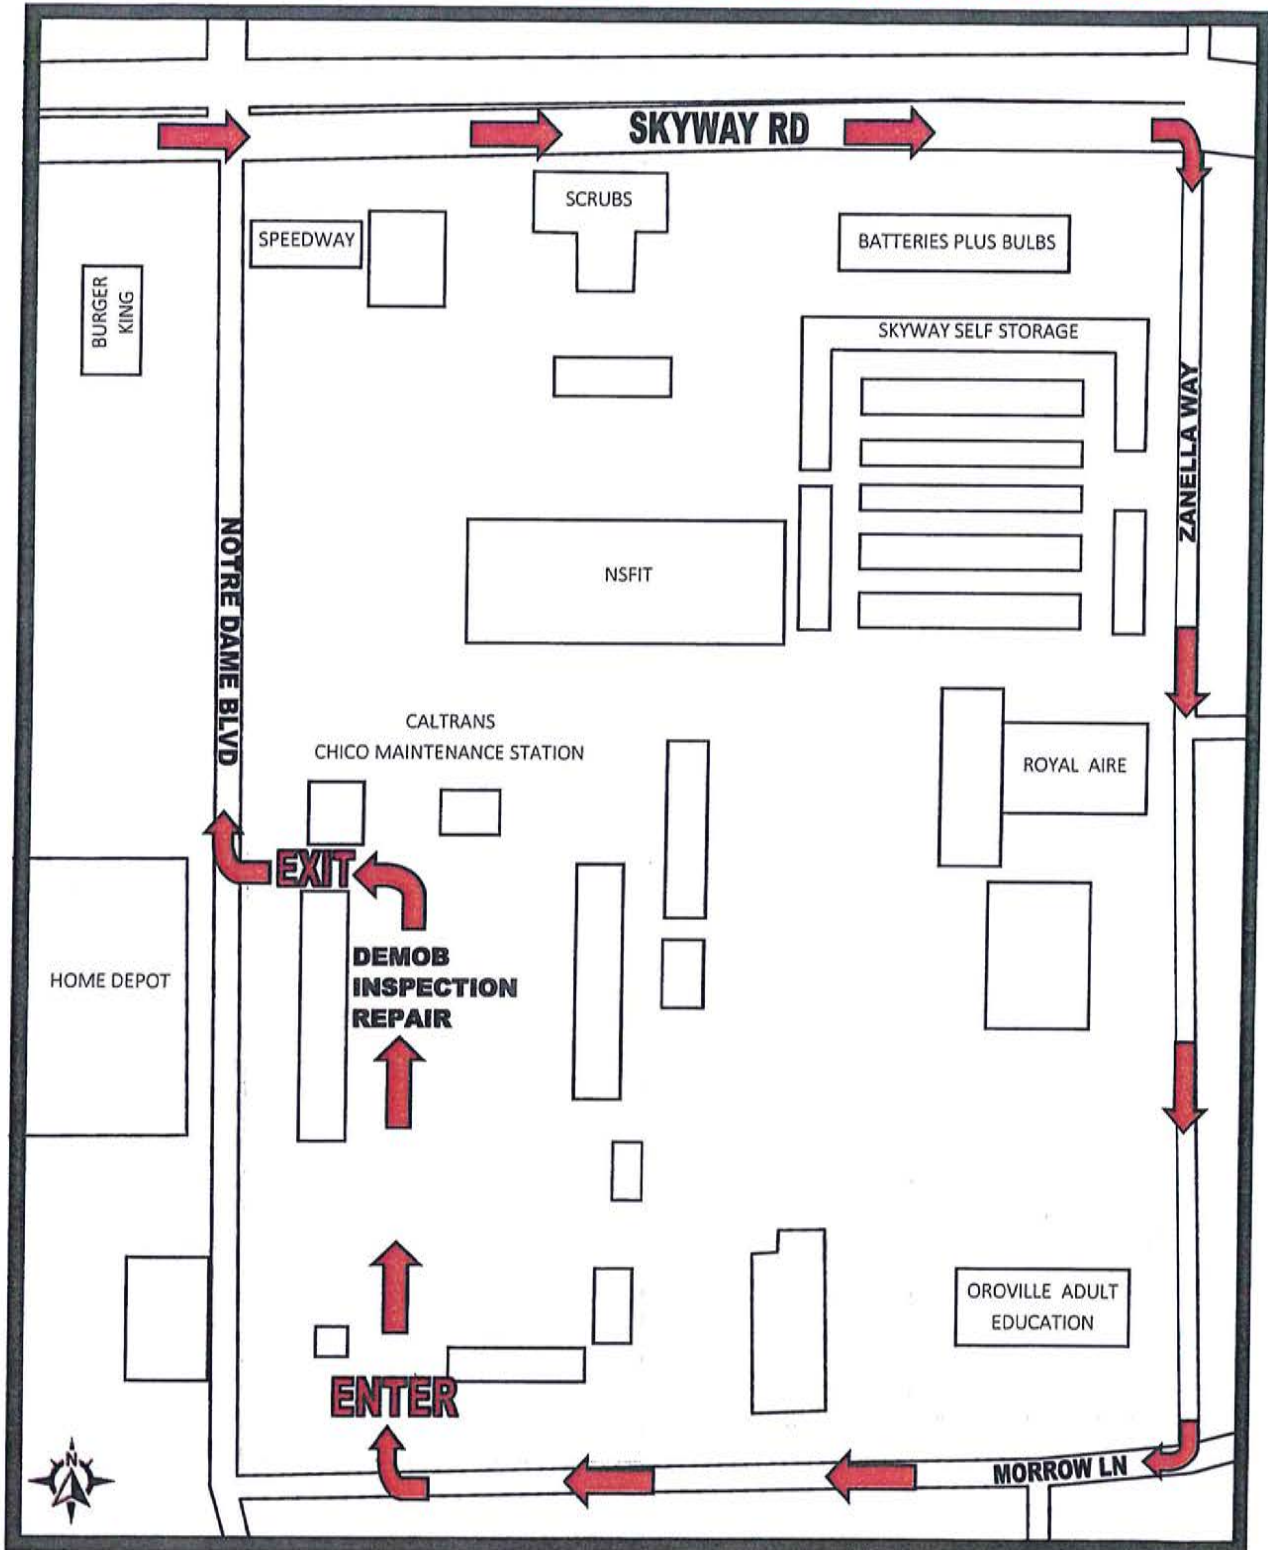 SKYWAY RD
SCRUBS
SPEEDWAY
BATTERIES PLUS BULBS
BURGER
KING
SKYWAY SELF STORAGE
ZANELLA WAY
NOTRE DAME BLVD
NSFIT
CALTRANS
CHICO MAINTENANCE STATION
ROYAL AIRE
EXIT
HOME DEPOT
DEMOB
INSPECTION
REPAIR
OROVILLE ADULT
EDUCATION
ENTER
MORROW LN
N